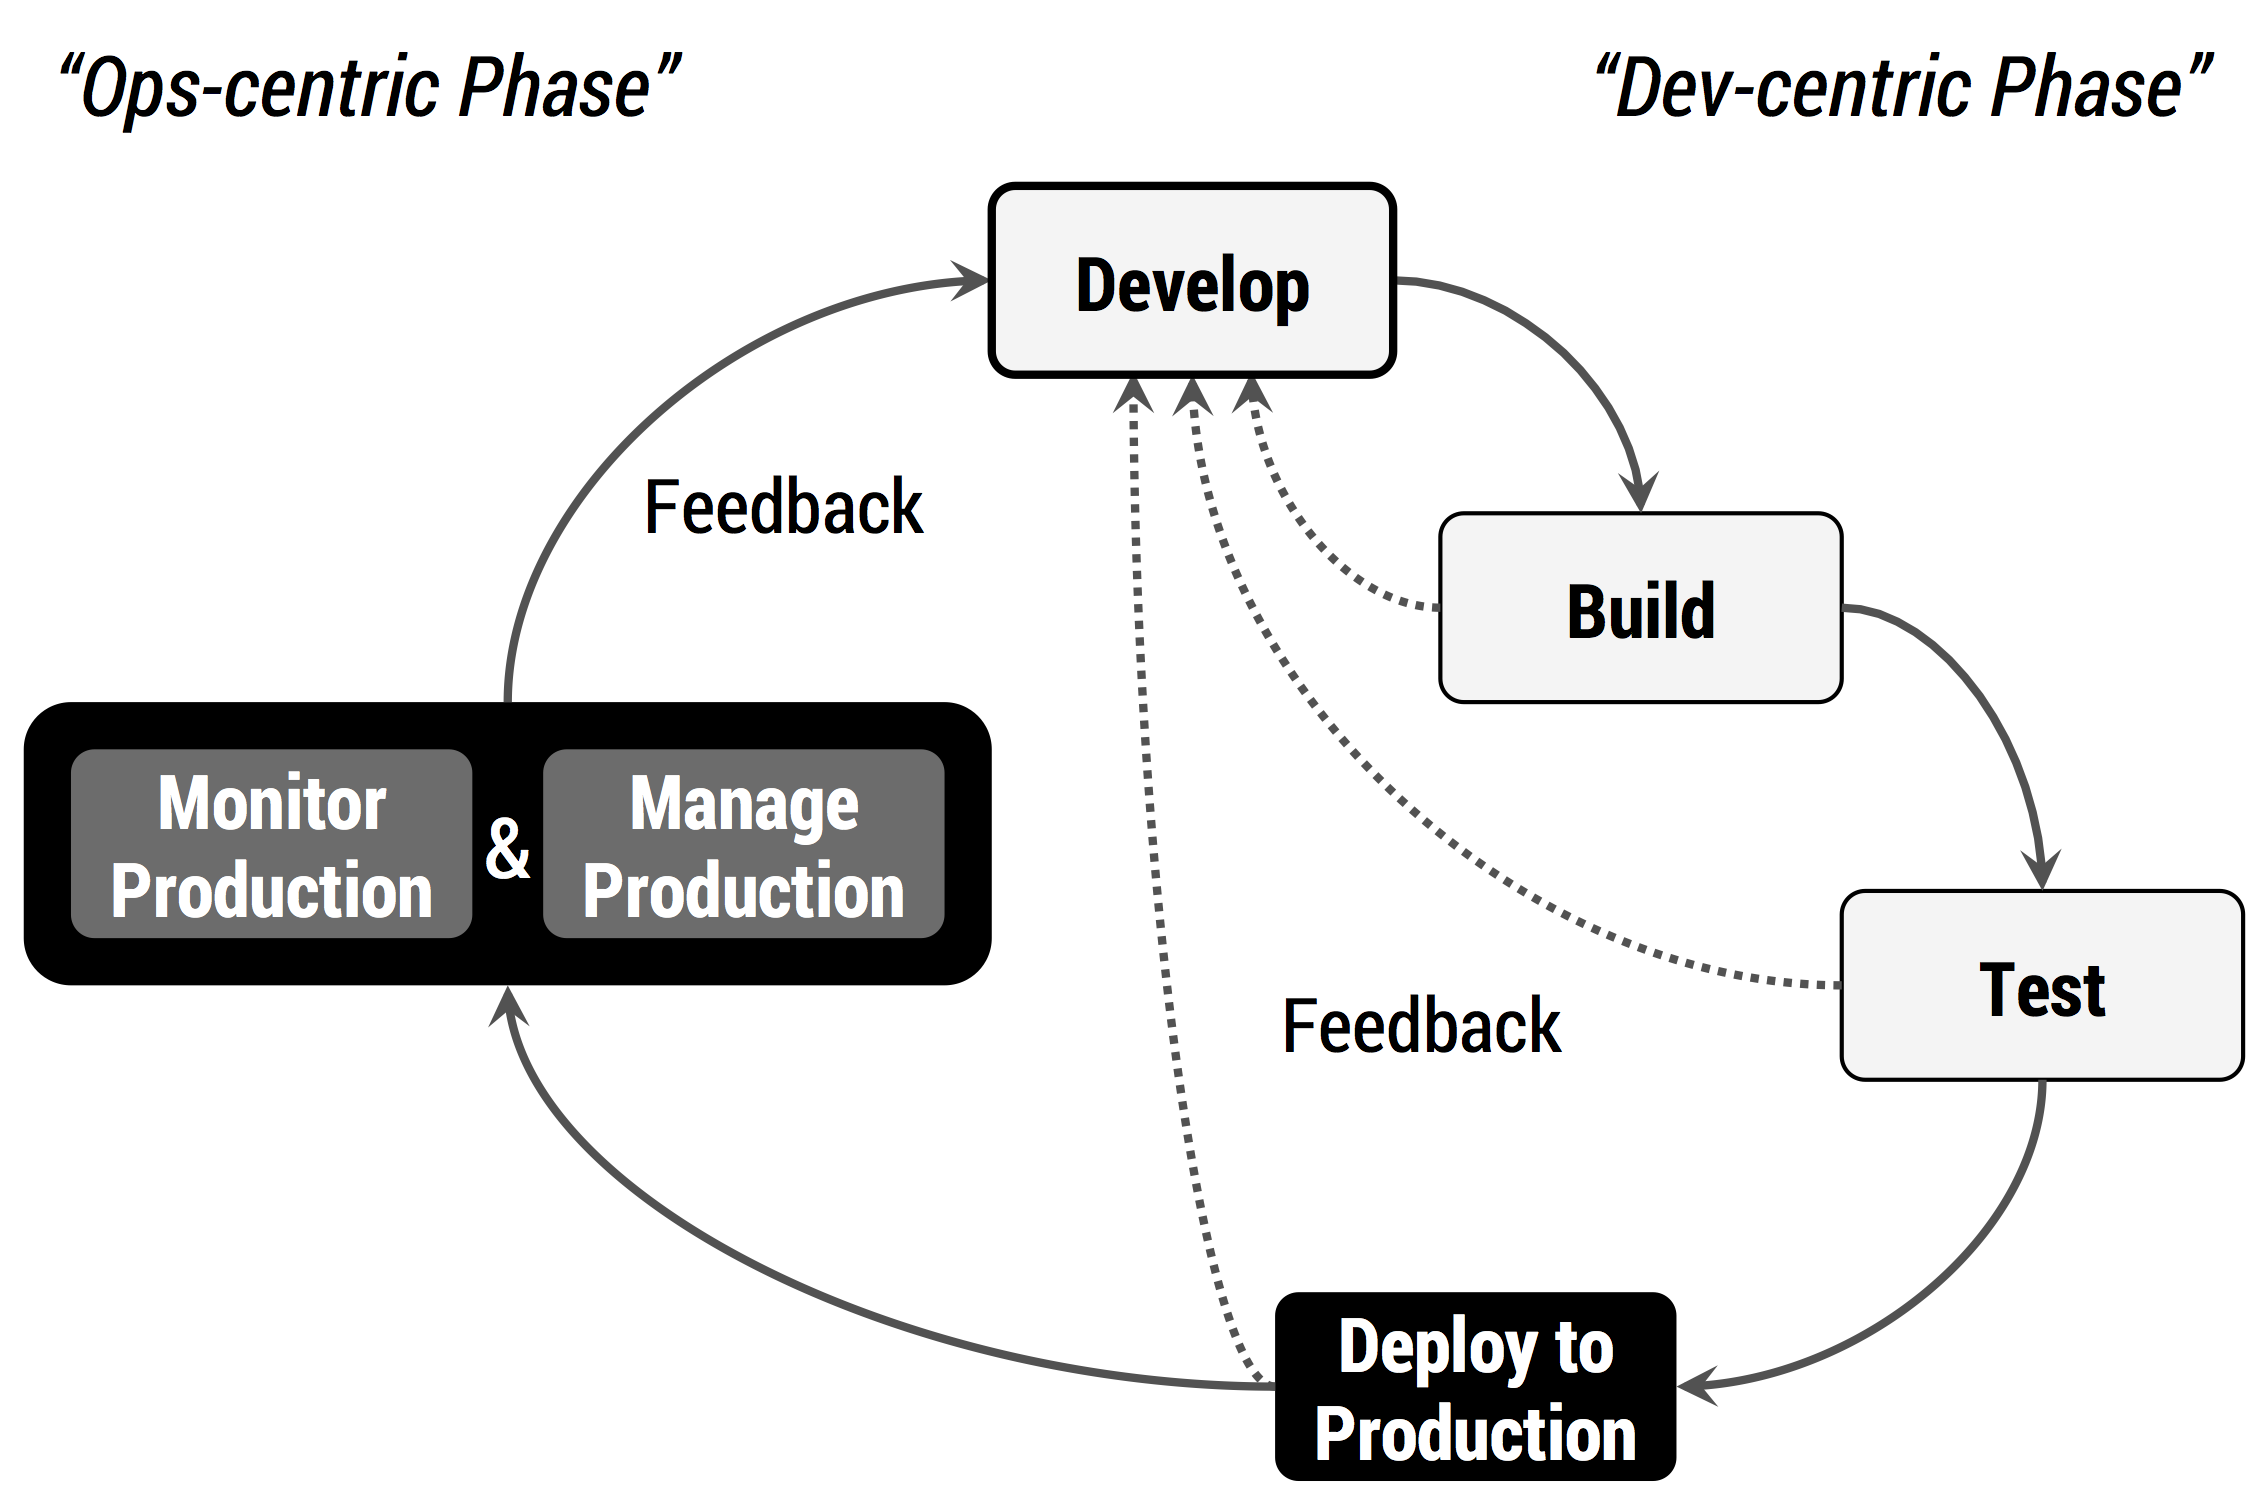 “Ops-centric Phase”
“Dev-centric Phase”
Develop
Feedback
Build
Monitor
Production
&
Manage
Production
Test
Feedback
Deploy to
Production